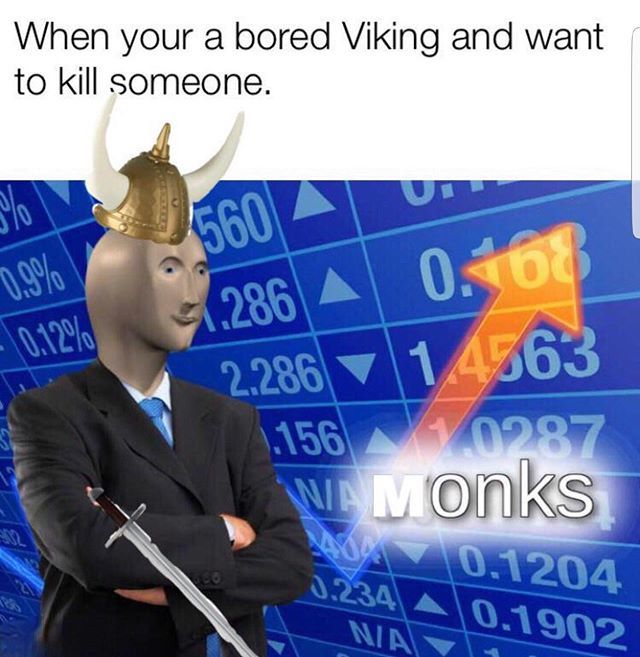 When your a bored Viking and want
to kill someone.
%
560
0.9%
1.286
0.168
0.12%
2.286
1.4563
.156
1.0287
N/A
Monks
0.1204
0.234
0.1902
N/A